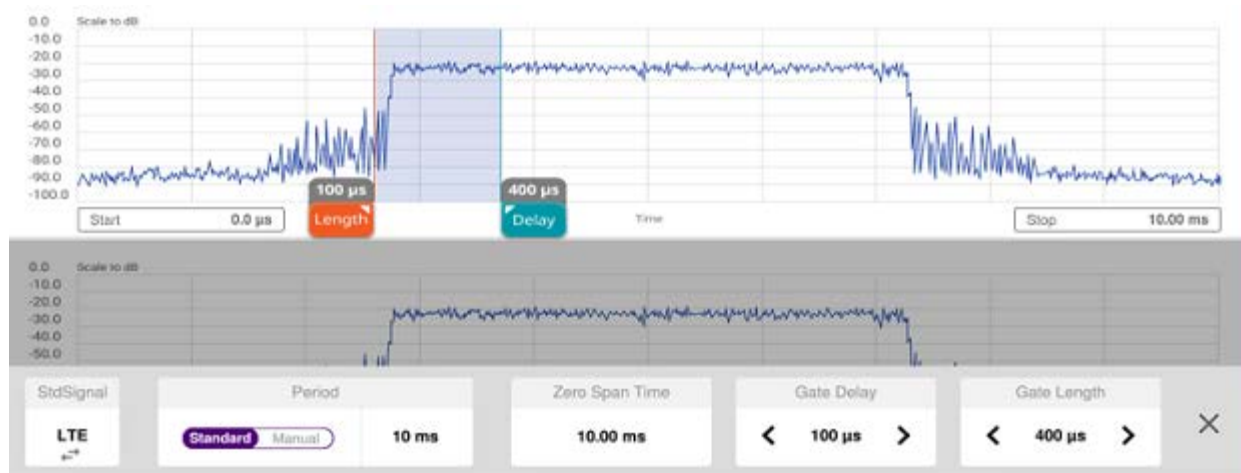 0.0 Scale to dB
-10.0
-20.0
-30.0
-40.0
-50.0
-60.0
-70.0
-80.0
-90.0
-100.0
100 µs 400 µs
Start 0.0 µs Length Delay Time Stop 10.00 ms
0.0 Scale to dB
-10.0
-20.0
-30.0
-40.0
-50.0
StdSignal Period Zero Span Time Gate Delay Gate Length
LTE Standard Manual 10 ms 10.00 ms 100 µs 400 µs